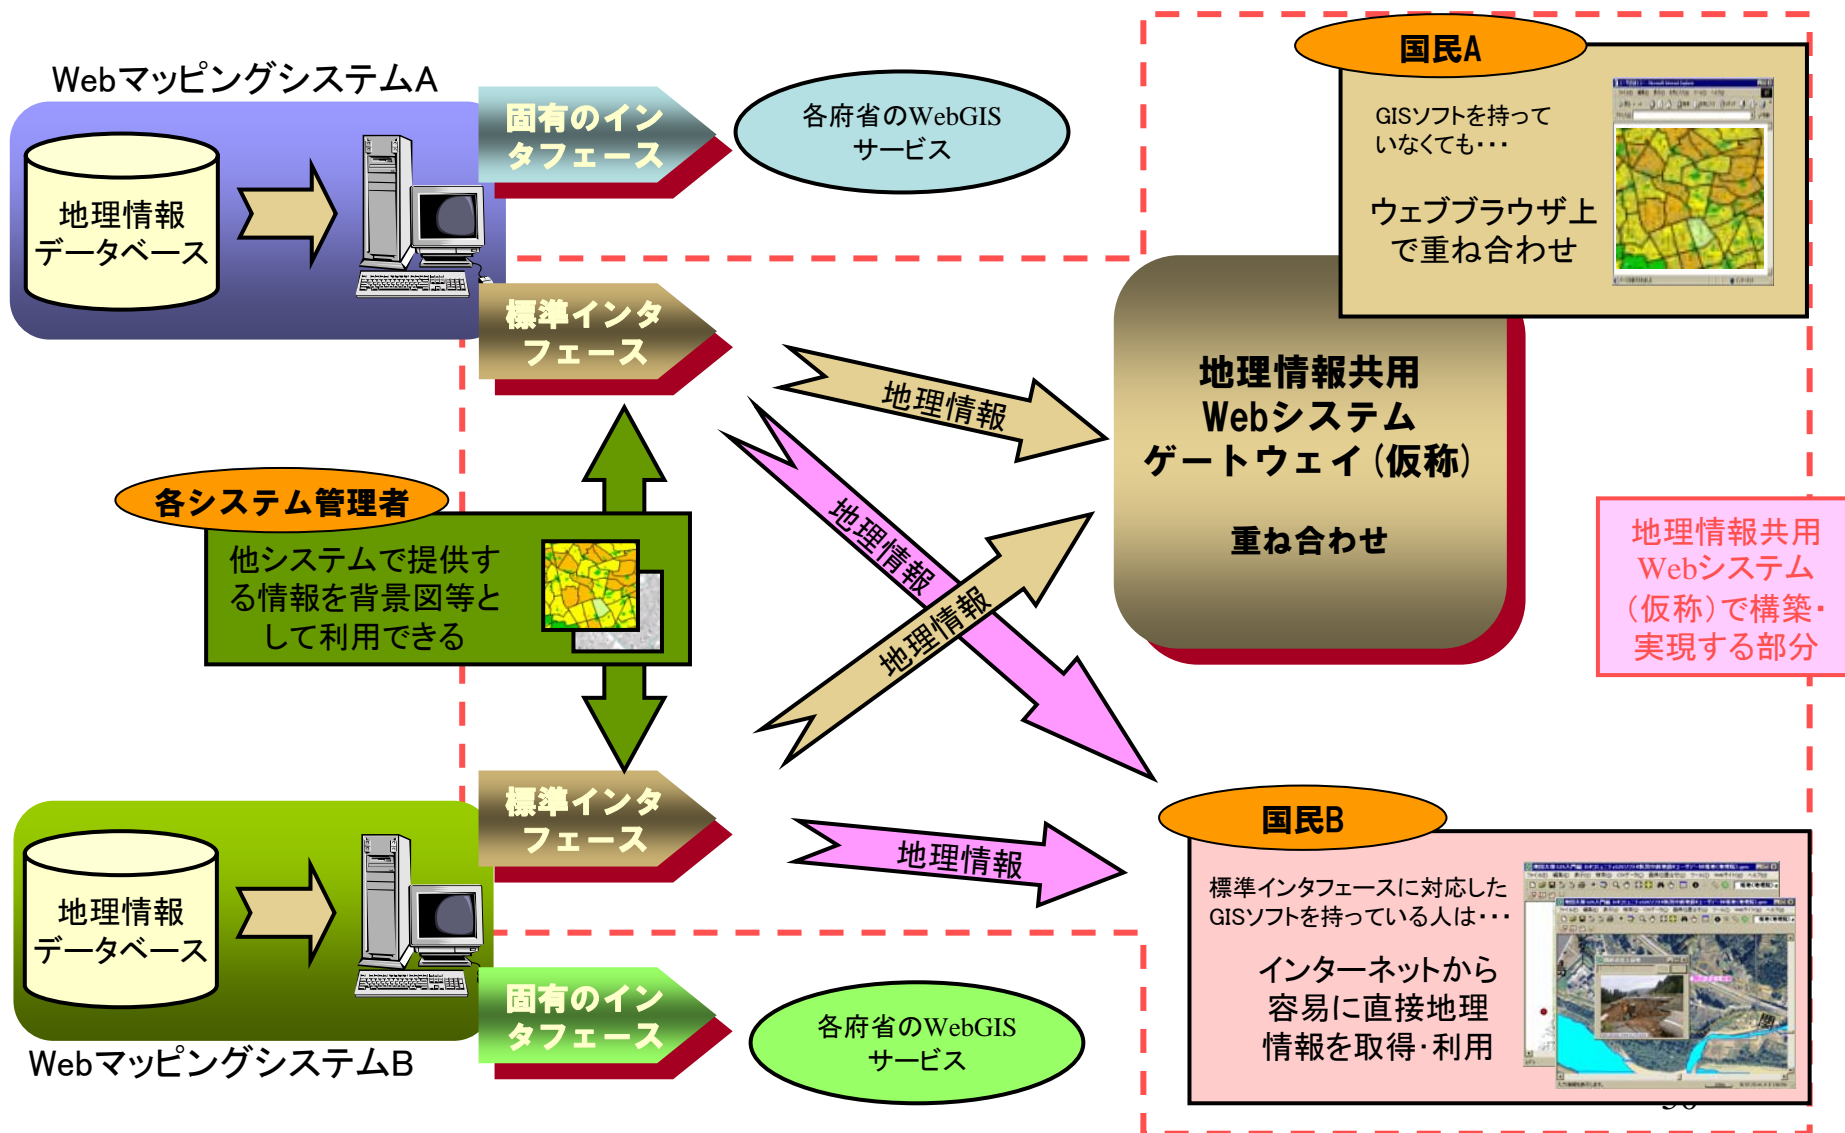 WebマッピングシステムA
地理情報
データベース
固有のイン
タフェース
各府省のWebGIS
サービス
標準インタ
フェース
国民A
GISソフトを持って
いなくても･･･
ウェブブラウザ上
で重ね合わせ
地理情報
地理情報
地理情報共用
Webシステム
ゲートウェイ(仮称)
重ね合わせ
各システム管理者
他システムで提供す
る情報を背景図等と
して利用できる
地理情報共用
Webシステム
(仮称)で構築・
実現する部分
地理情報
地理情報
標準インタ
フェース
地理情報
データベース
固有のイン
タフェース
各府省のWebGIS
サービス
WebマッピングシステムB
国民B
標準インタフェースに対応した
GISソフトを持っている人は･･･
インターネットから
容易に直接地理
情報を取得･利用